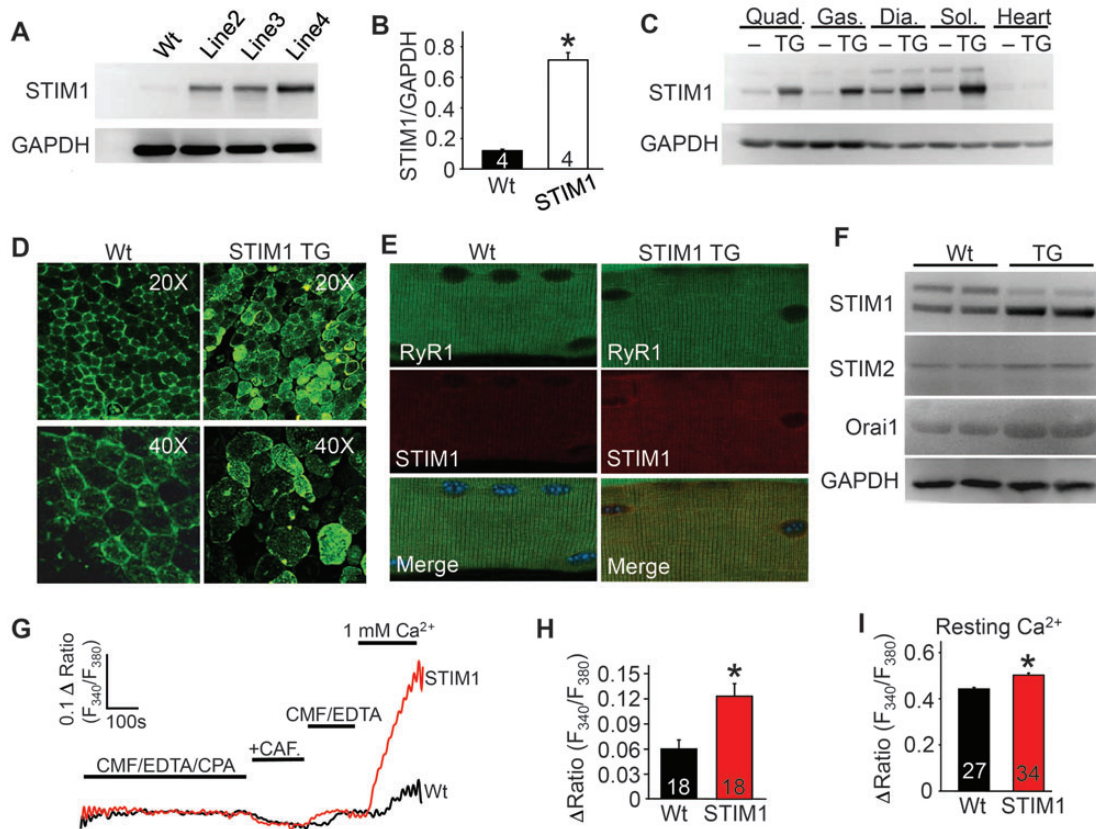 A
Wt
Line2
Line3
Line4
STIM1
GAPDH
B
STIM1/GAPDH
0.8
0.6
0.4
0.2
0
*
4
4
Wt
STIM1
C
Quad. Gas. Dia. Sol. Heart
– TG – TG – TG – TG – TG
STIM1
GAPDH
D
Wt
STIM1 TG
20X
20X
40X
40X
E
Wt
STIM1 TG
RyR1
RyR1
STIM1
STIM1
Merge
Merge
F
Wt
TG
STIM1
STIM2
Orai1
GAPDH
G
0.1 Δ Ratio
(F340/F380)
100s
CMF/EDTA/CPA
+CAF.
CMF/EDTA
1 mM Ca²⁺
STIM1
Wt
H
ΔRatio (F340/F380)
0.15
0.12
0.09
0.06
0.03
0
*
18
18
Wt
STIM1
I
Resting Ca²⁺
ΔRatio (F340/F380)
0.6
0.4
0.2
0
*
27
34
Wt
STIM1